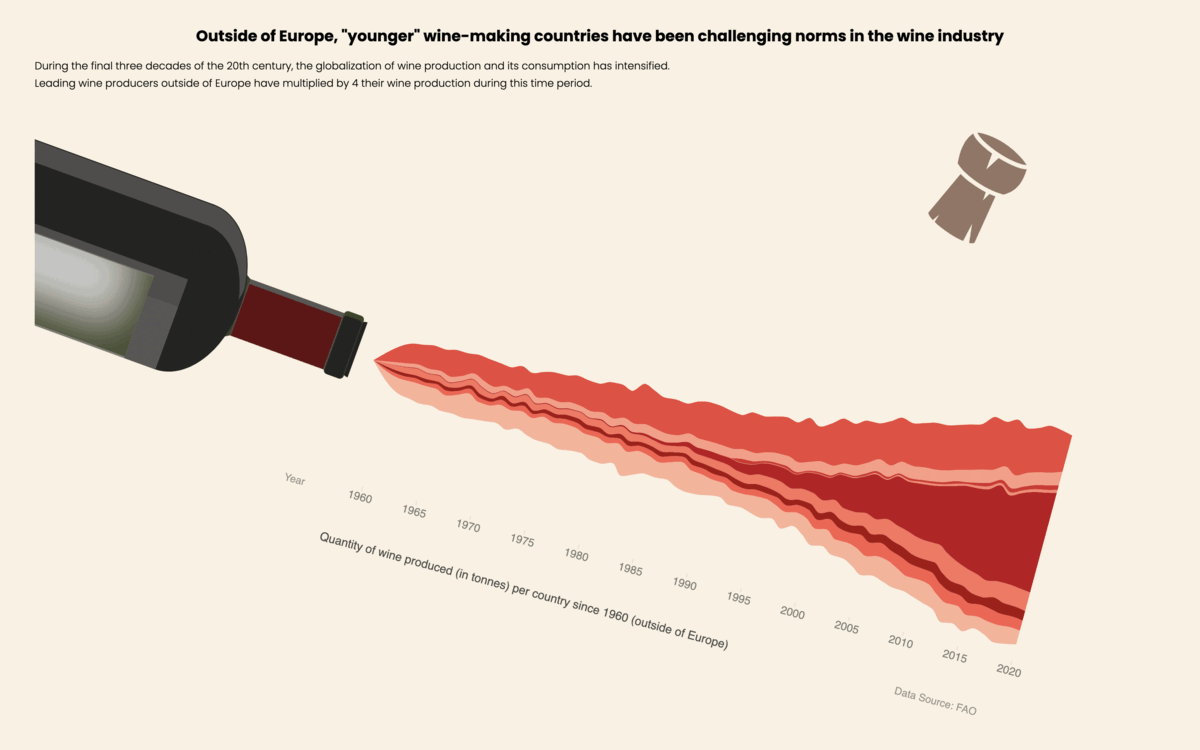 Outside of Europe, "younger" wine-making countries have been challenging norms in the wine industry
During the final three decades of the 20th century, the globalization of wine production and its consumption has intensified.
Leading wine producers outside of Europe have multiplied by 4 their wine production during this time period.
Year
1960
1965
1970
1975
1980
1985
1990
1995
2000
2005
2010
2015
2020
Quantity of wine produced (in tonnes) per country since 1960 (outside of Europe)
Data Source: FAO